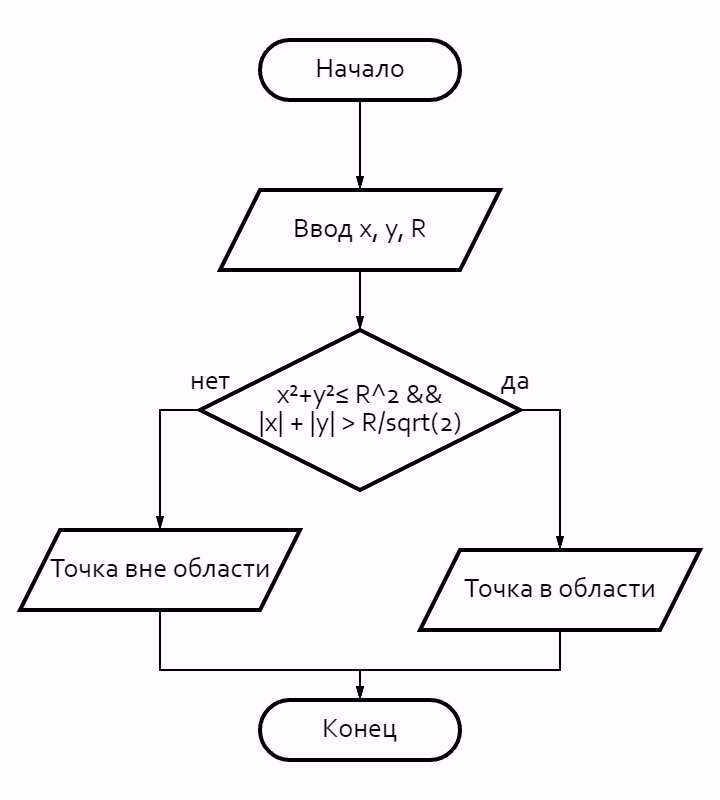 Начало
Ввод x, y, R
нет
да
x²+y²≤ R^2 &&
|x| + |y| > R/sqrt(2)
Точка вне области
Точка в области
Конец